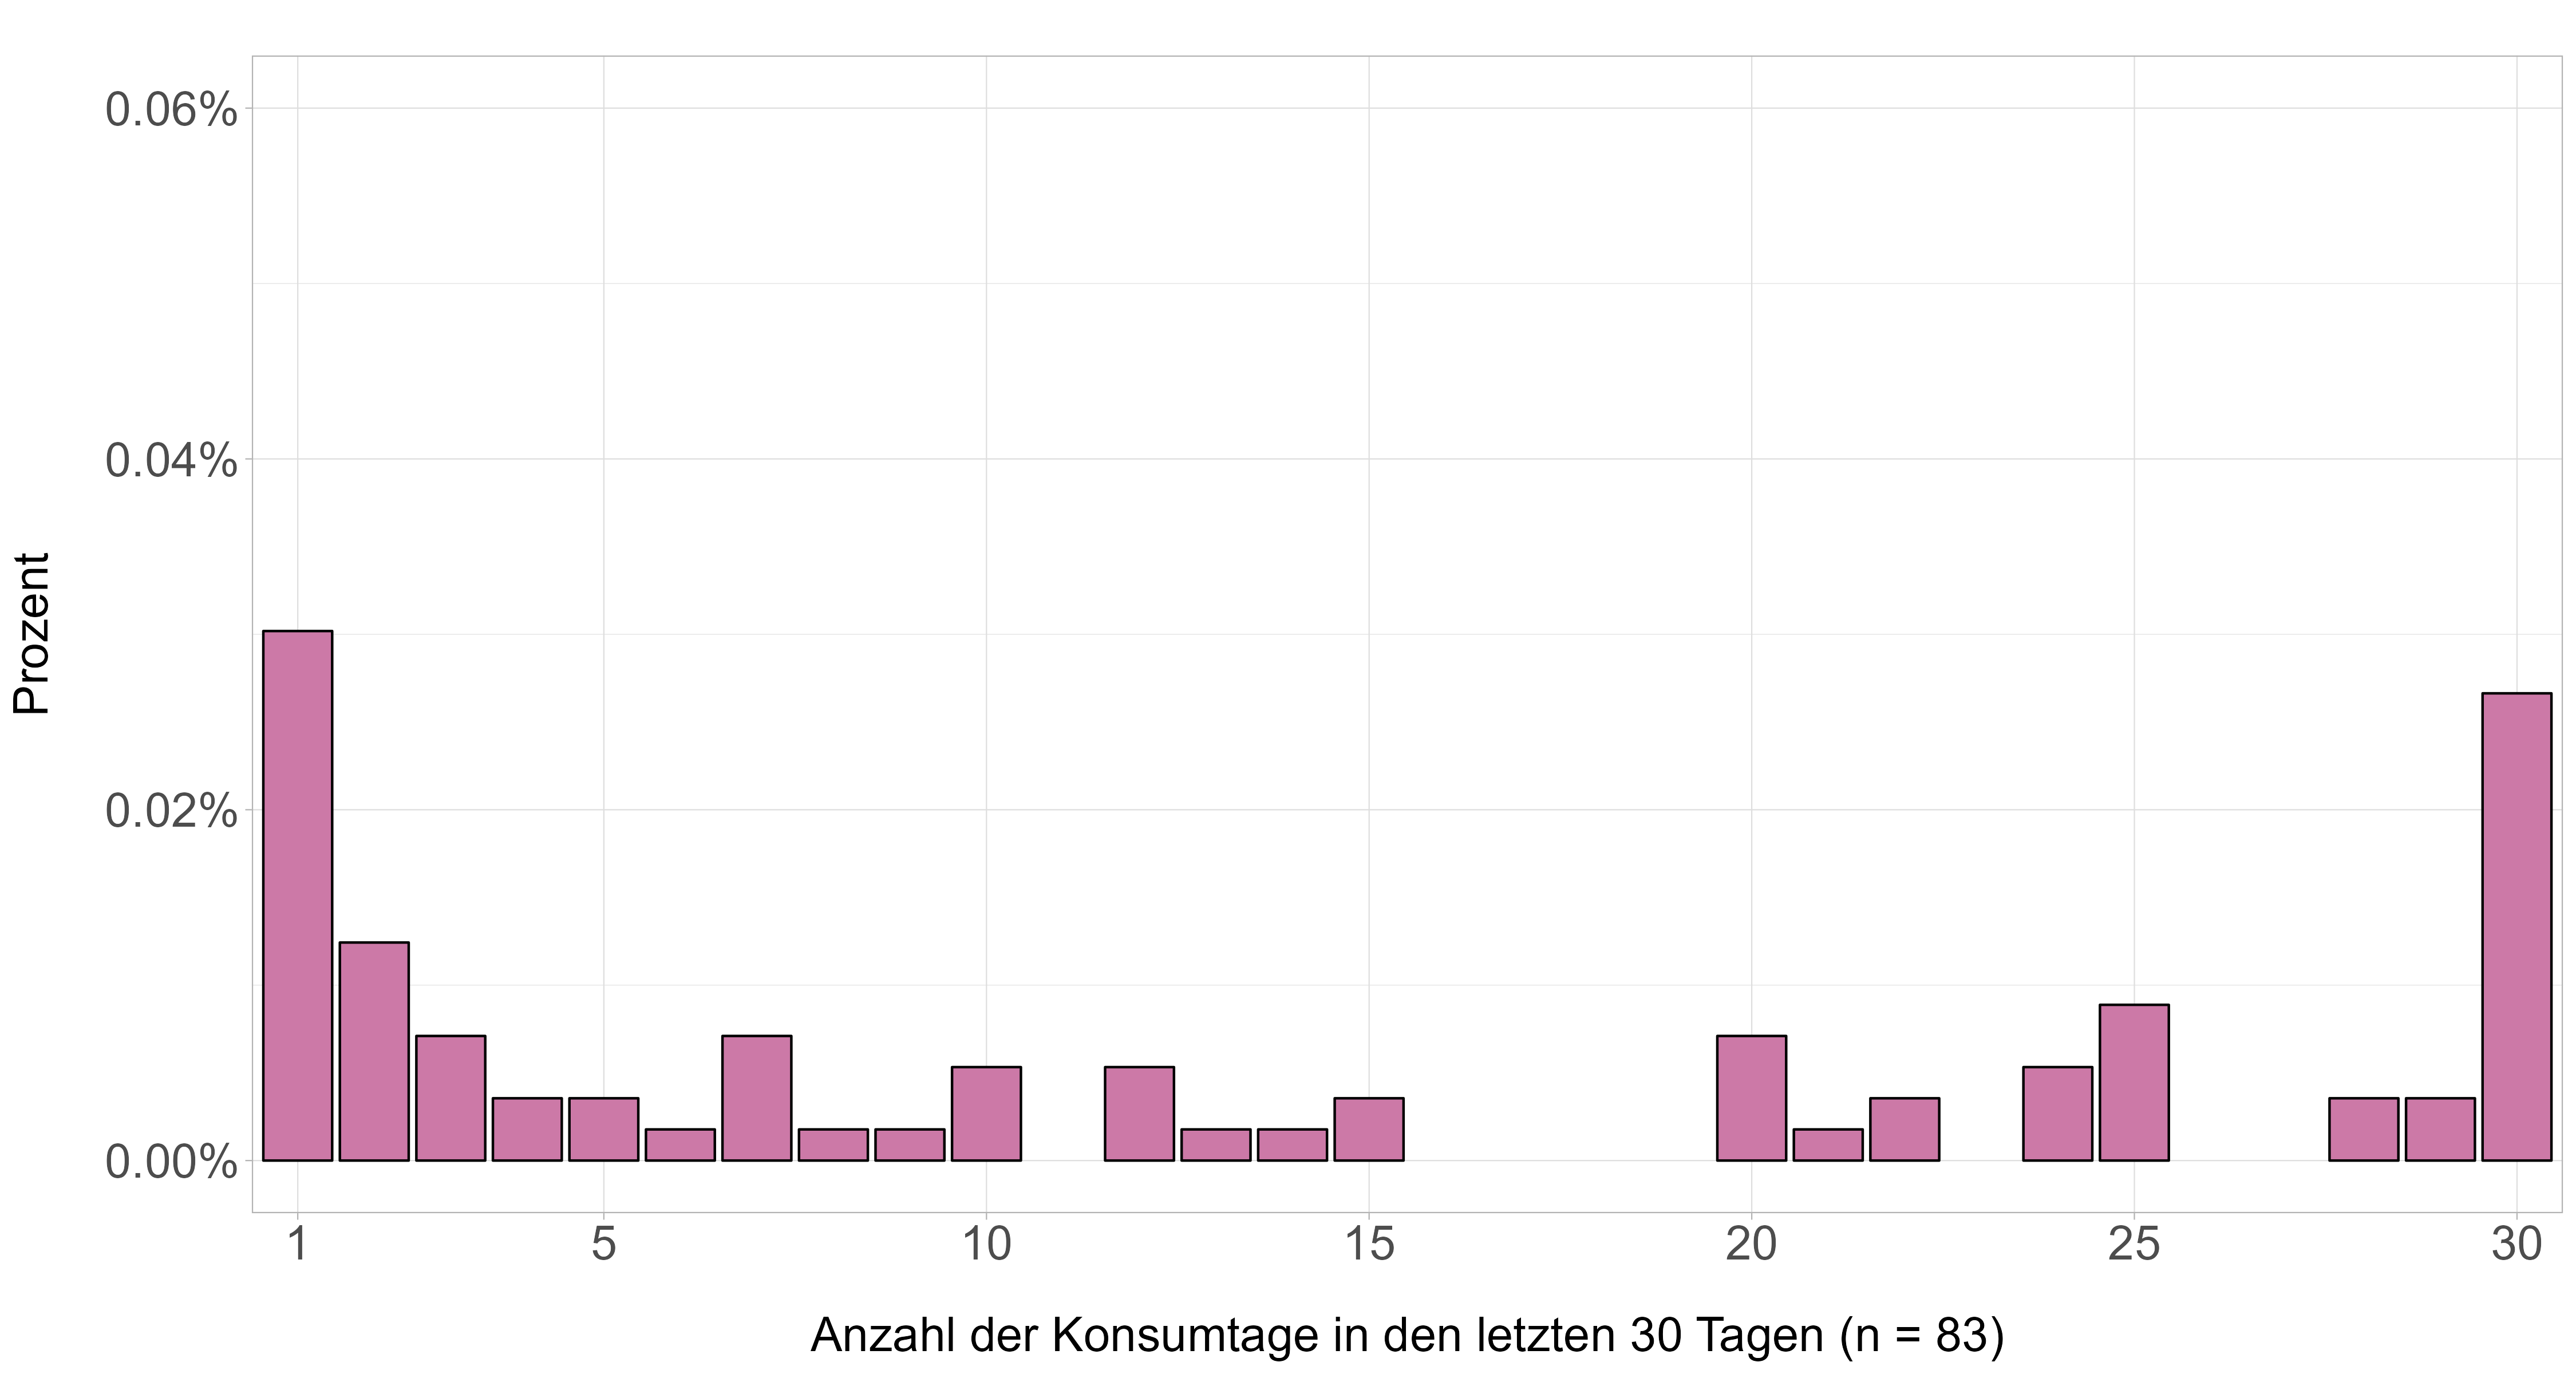 Prozent
0.06%
0.04%
0.02%
0.00%
1 5 10 15 20 25 30
Anzahl der Konsumtage in den letzten 30 Tagen (n = 83)